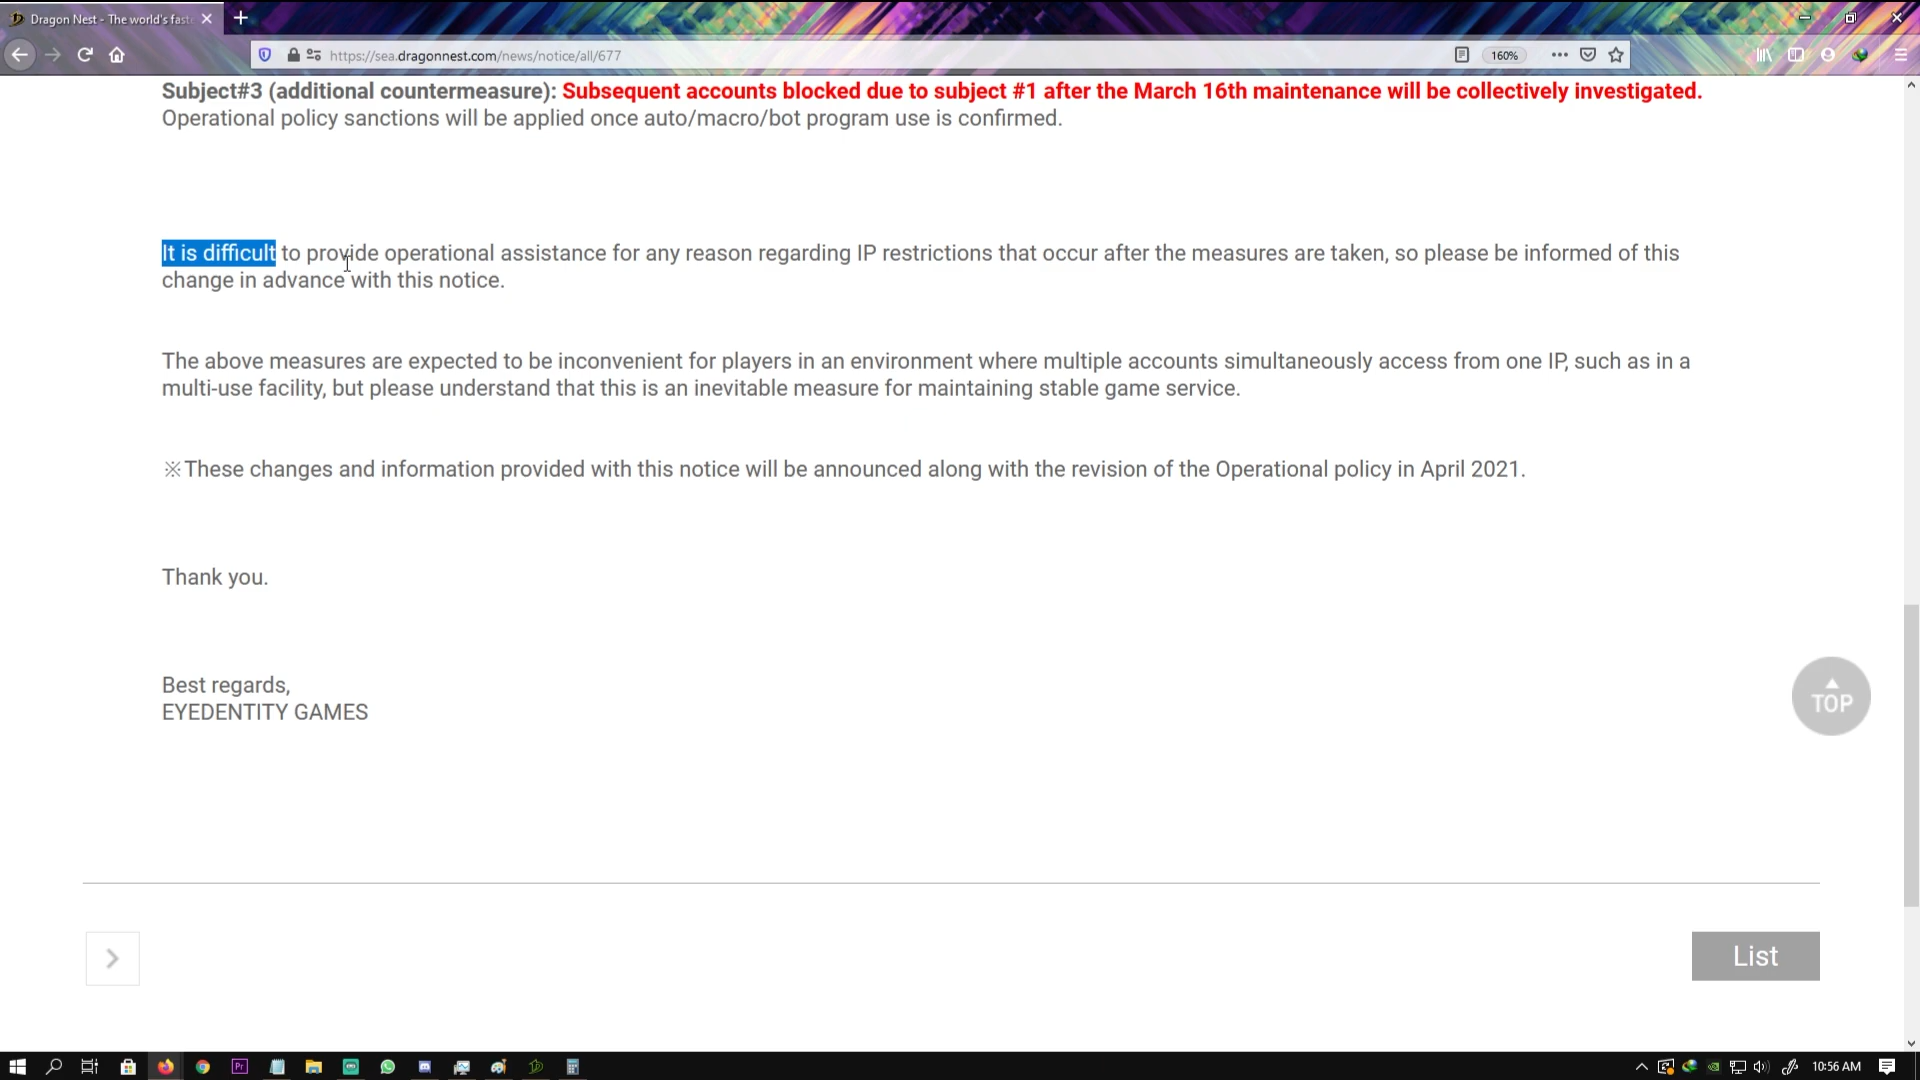 Dragon Nest - The world's faste
https://sea.dragonnest.com/news/notice/all/677
160%
Subject#3 (additional countermeasure): Subsequent accounts blocked due to subject #1 after the March 16th maintenance will be collectively investigated.
Operational policy sanctions will be applied once auto/macro/bot program use is confirmed.
It is difficult to provide operational assistance for any reason regarding IP restrictions that occur after the measures are taken, so please be informed of this
change in advance with this notice.
The above measures are expected to be inconvenient for players in an environment where multiple accounts simultaneously access from one IP, such as in a
multi-use facility, but please understand that this is an inevitable measure for maintaining stable game service.
※These changes and information provided with this notice will be announced along with the revision of the Operational policy in April 2021.
Thank you.
Best regards,
EYEDENTITY GAMES
TOP
List
Pr
10:56 AM